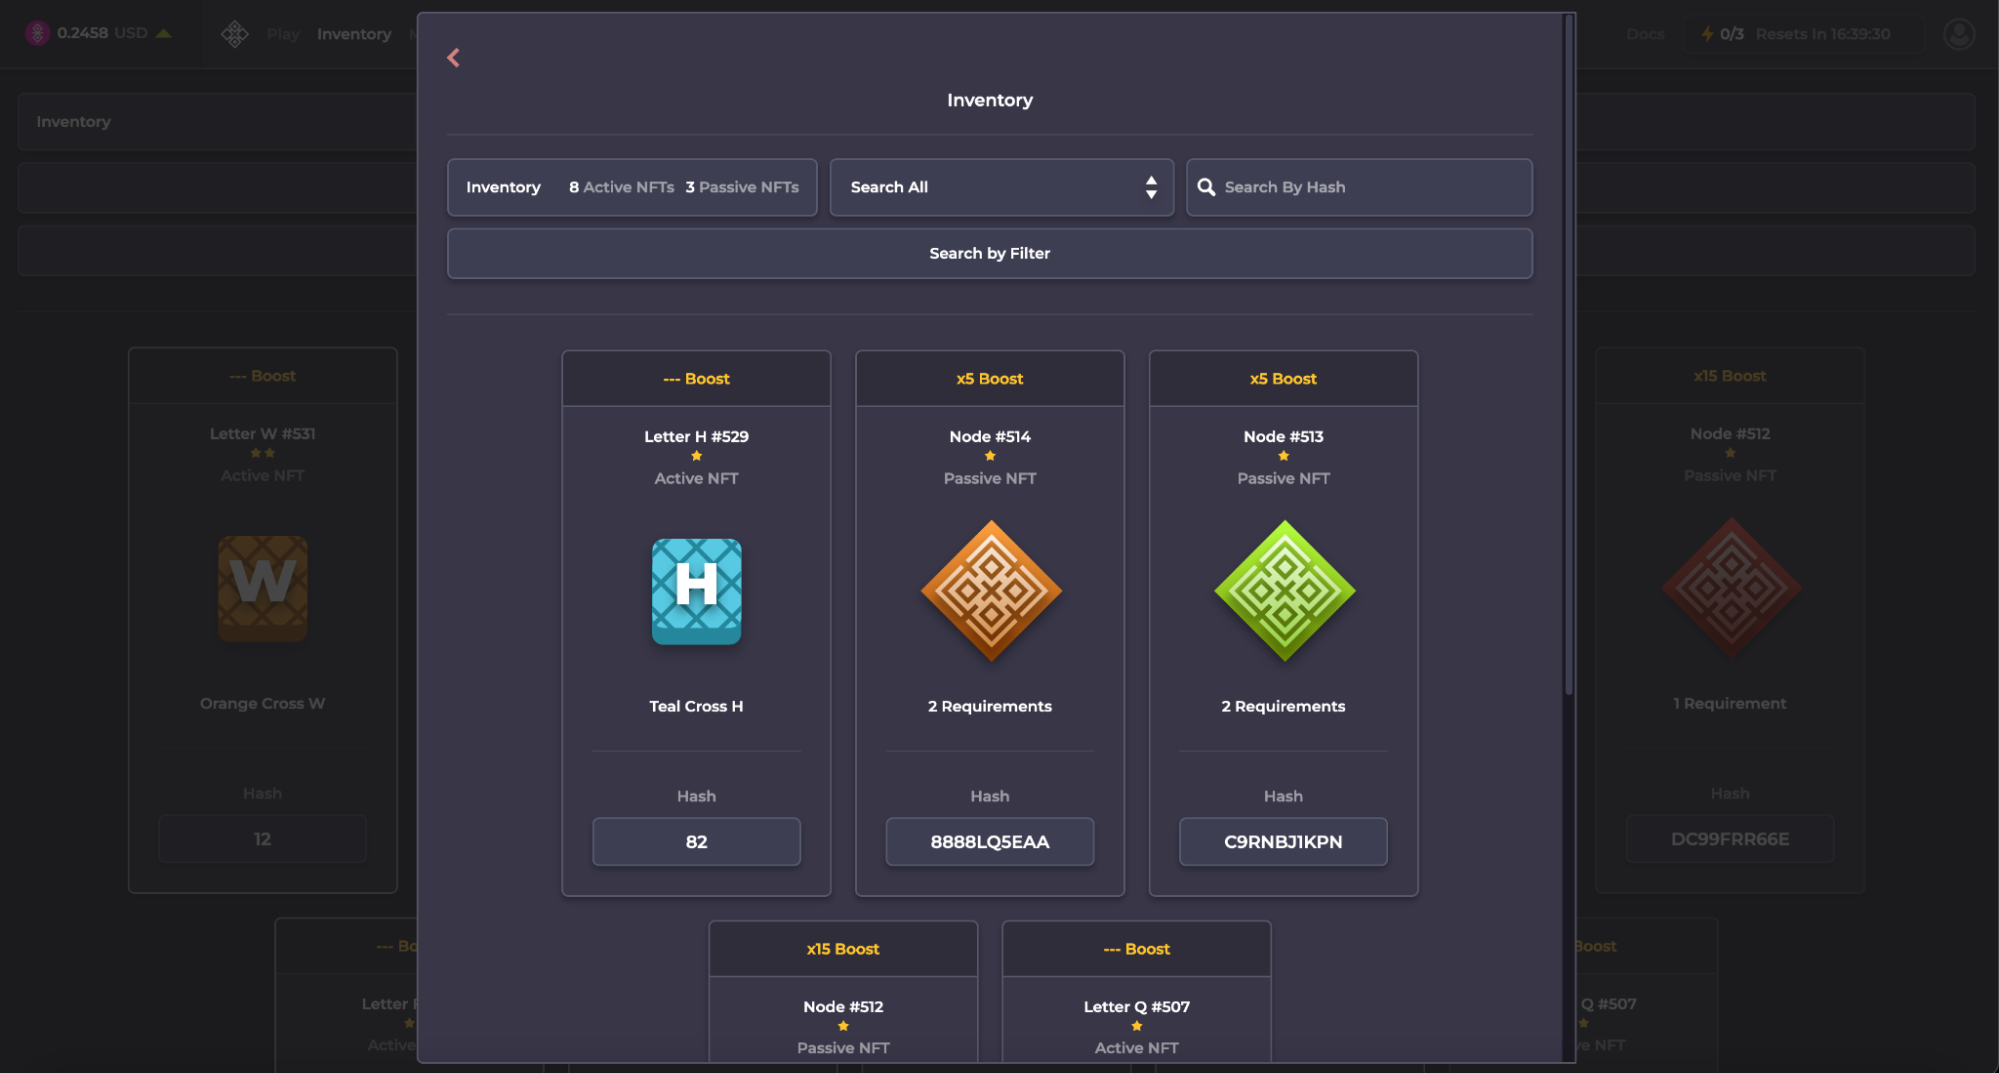 0.2458 USD
Play Inventory
Docs
0/3 Resets In 16:39:30
Inventory
Inventory
Inventory 8 Active NFTs 3 Passive NFTs
Search All
Search By Hash
Search by Filter
--- Boost
Letter W #531
Active NFT
W
Orange Cross W
Hash
12
--- Boost
Letter H #529
Active NFT
H
Teal Cross H
Hash
82
x5 Boost
Node #514
Passive NFT
2 Requirements
Hash
8888LQ5EAA
x5 Boost
Node #513
Passive NFT
2 Requirements
Hash
C9RNBJ1KPN
x15 Boost
Node #512
Passive NFT
1 Requirement
Hash
DC99FRR66E
--- Bo
Letter
Active
x15 Boost
Node #512
Passive NFT
--- Boost
Letter Q #507
Active NFT
Boost
Q #507
ve NFT